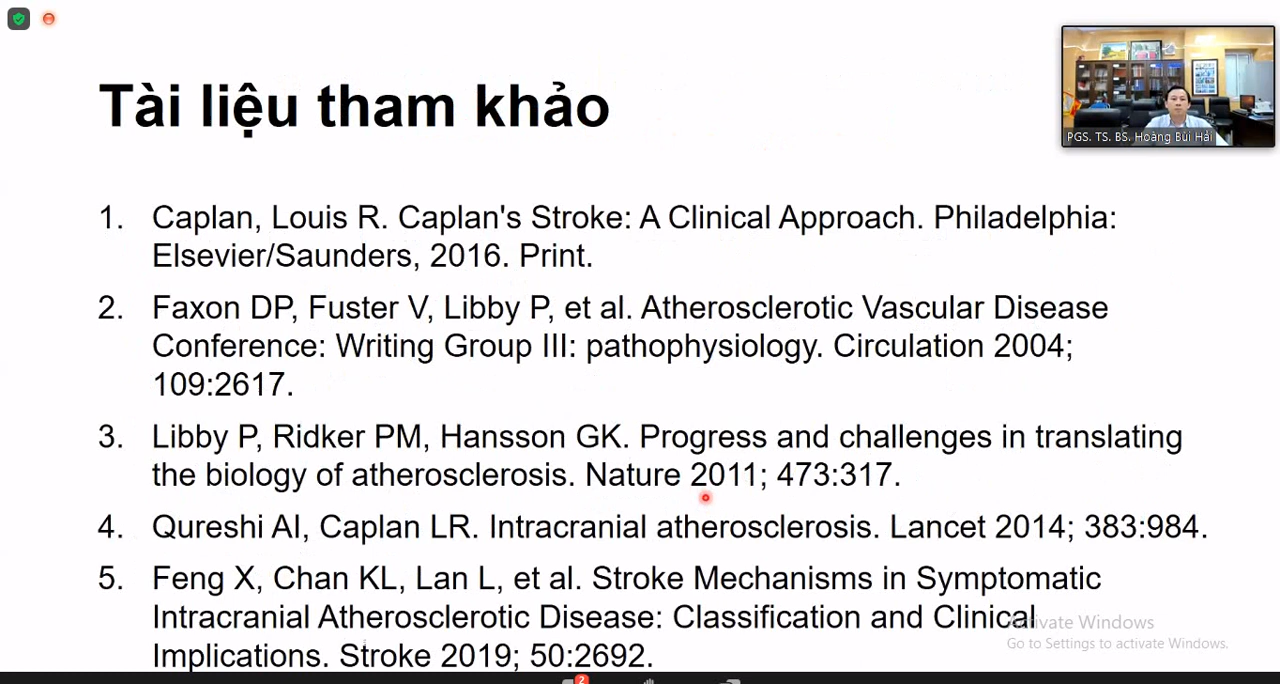 Tài liệu tham khảo
PGS. TS. BS. Hoàng Bùi Hải
1. Caplan, Louis R. Caplan's Stroke: A Clinical Approach. Philadelphia:
Elsevier/Saunders, 2016. Print.
2. Faxon DP, Fuster V, Libby P, et al. Atherosclerotic Vascular Disease
Conference: Writing Group III: pathophysiology. Circulation 2004;
109:2617.
3. Libby P, Ridker PM, Hansson GK. Progress and challenges in translating
the biology of atherosclerosis. Nature 2011; 473:317.
4. Qureshi AI, Caplan LR. Intracranial atherosclerosis. Lancet 2014; 383:984.
5. Feng X, Chan KL, Lan L, et al. Stroke Mechanisms in Symptomatic
Intracranial Atherosclerotic Disease: Classification and Clinical
Implications. Stroke 2019; 50:2692.
Activate Windows
Go to Settings to activate Windows.
2